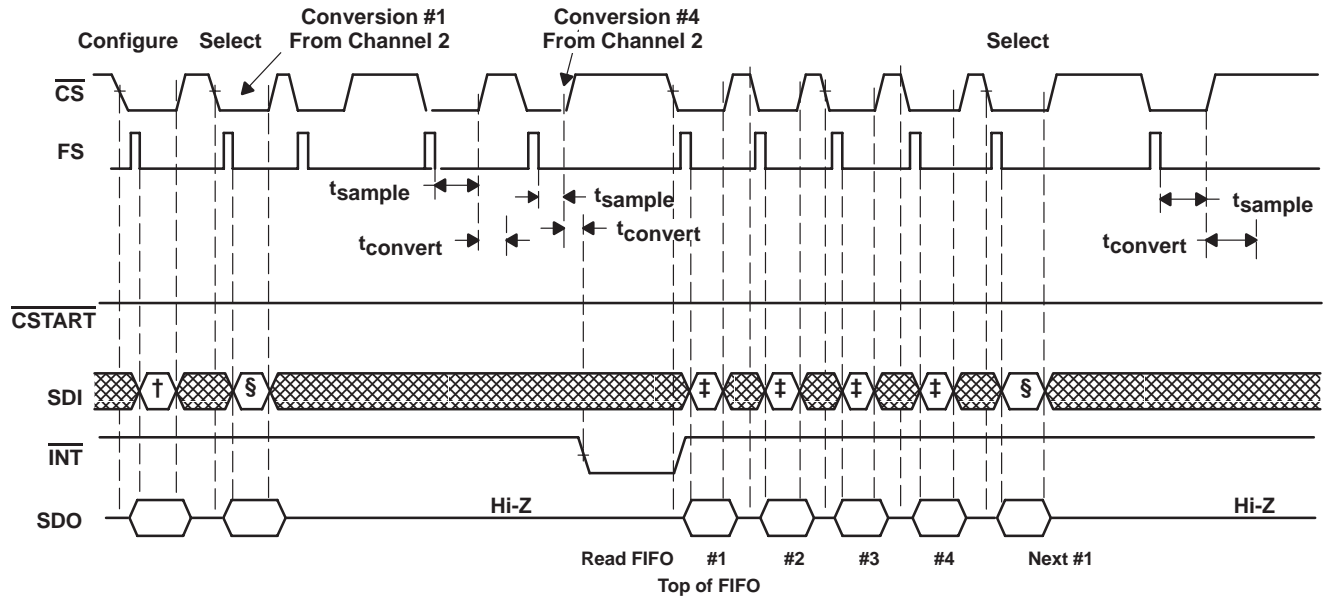 Conversion #1
From Channel 2
Conversion #4
From Channel 2
Configure
Select
Select
CS
FS
tsample
tsample
tsample
tconvert
tconvert
tconvert
CSTART
SDI
†
§
‡
‡
‡
‡
§
INT
SDO
Hi-Z
Hi-Z
Read FIFO
#1
#2
#3
#4
Next #1
Top of FIFO